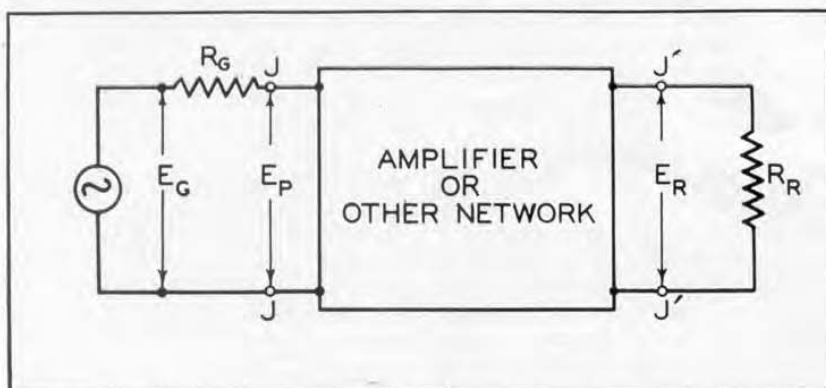 R_G J J´
E_G E_P AMPLIFIER E_R R_R
OR
OTHER NETWORK
J J´